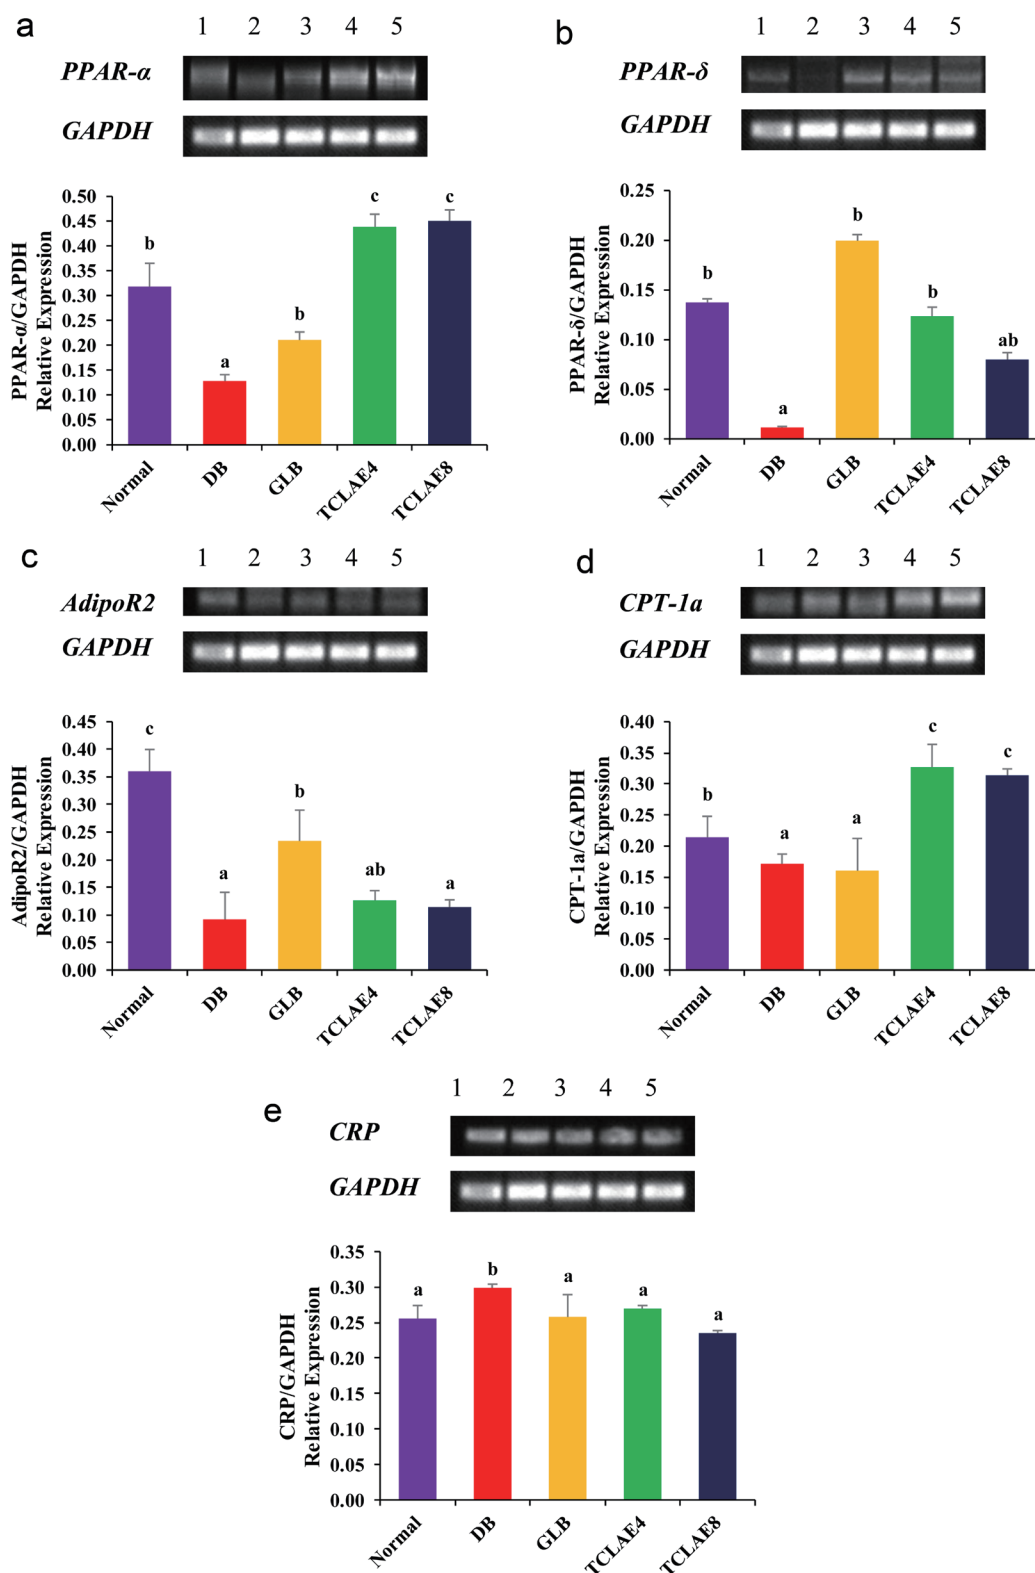 a
1 2 3 4 5
PPAR-α
GAPDH
PPAR-α/GAPDH
Relative Expression
0.50
0.45
0.40
0.35
0.30
0.25
0.20
0.15
0.10
0.05
0.00
b
a
b
c
c
Normal
DB
GLB
TCLAE4
TCLAE8
b
1 2 3 4 5
PPAR-δ
GAPDH
PPAR-δ/GAPDH
Relative Expression
0.25
0.20
0.15
0.10
0.05
0.00
b
a
b
b
ab
Normal
DB
GLB
TCLAE4
TCLAE8
c
1 2 3 4 5
AdipoR2
GAPDH
AdipoR2/GAPDH
Relative Expression
0.45
0.40
0.35
0.30
0.25
0.20
0.15
0.10
0.05
0.00
c
a
b
ab
a
Normal
DB
GLB
TCLAE4
TCLAE8
d
1 2 3 4 5
CPT-1a
GAPDH
CPT-1a/GAPDH
Relative Expression
0.40
0.35
0.30
0.25
0.20
0.15
0.10
0.05
0.00
b
a
a
c
c
Normal
DB
GLB
TCLAE4
TCLAE8
e
1 2 3 4 5
CRP
GAPDH
CRP/GAPDH
Relative Expression
0.35
0.30
0.25
0.20
0.15
0.10
0.05
0.00
a
b
a
a
a
Normal
DB
GLB
TCLAE4
TCLAE8